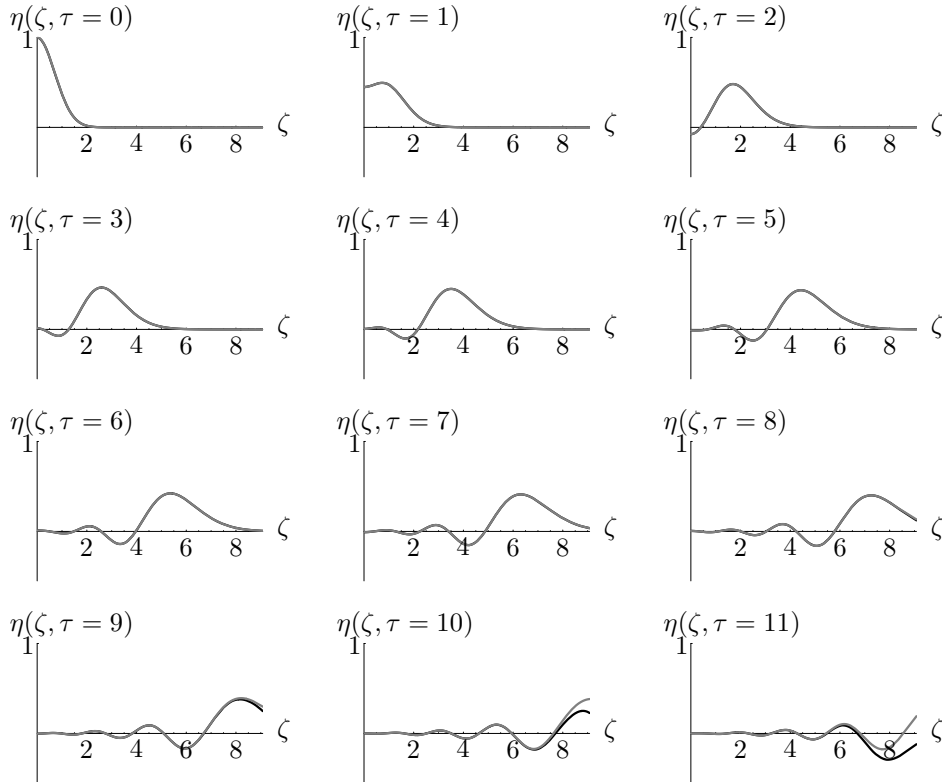 η(ζ, τ = 0) η(ζ, τ = 1) η(ζ, τ = 2)
1 1 1
ζ ζ ζ
2 4 6 8 2 4 6 8 2 4 6 8
η(ζ, τ = 3) η(ζ, τ = 4) η(ζ, τ = 5)
1 1 1
ζ ζ ζ
2 4 6 8 2 4 6 8 2 4 6 8
η(ζ, τ = 6) η(ζ, τ = 7) η(ζ, τ = 8)
1 1 1
ζ ζ ζ
2 4 6 8 2 4 6 8 2 4 6 8
η(ζ, τ = 9) η(ζ, τ = 10) η(ζ, τ = 11)
1 1 1
ζ ζ ζ
2 4 6 8 2 4 6 8 2 4 6 8